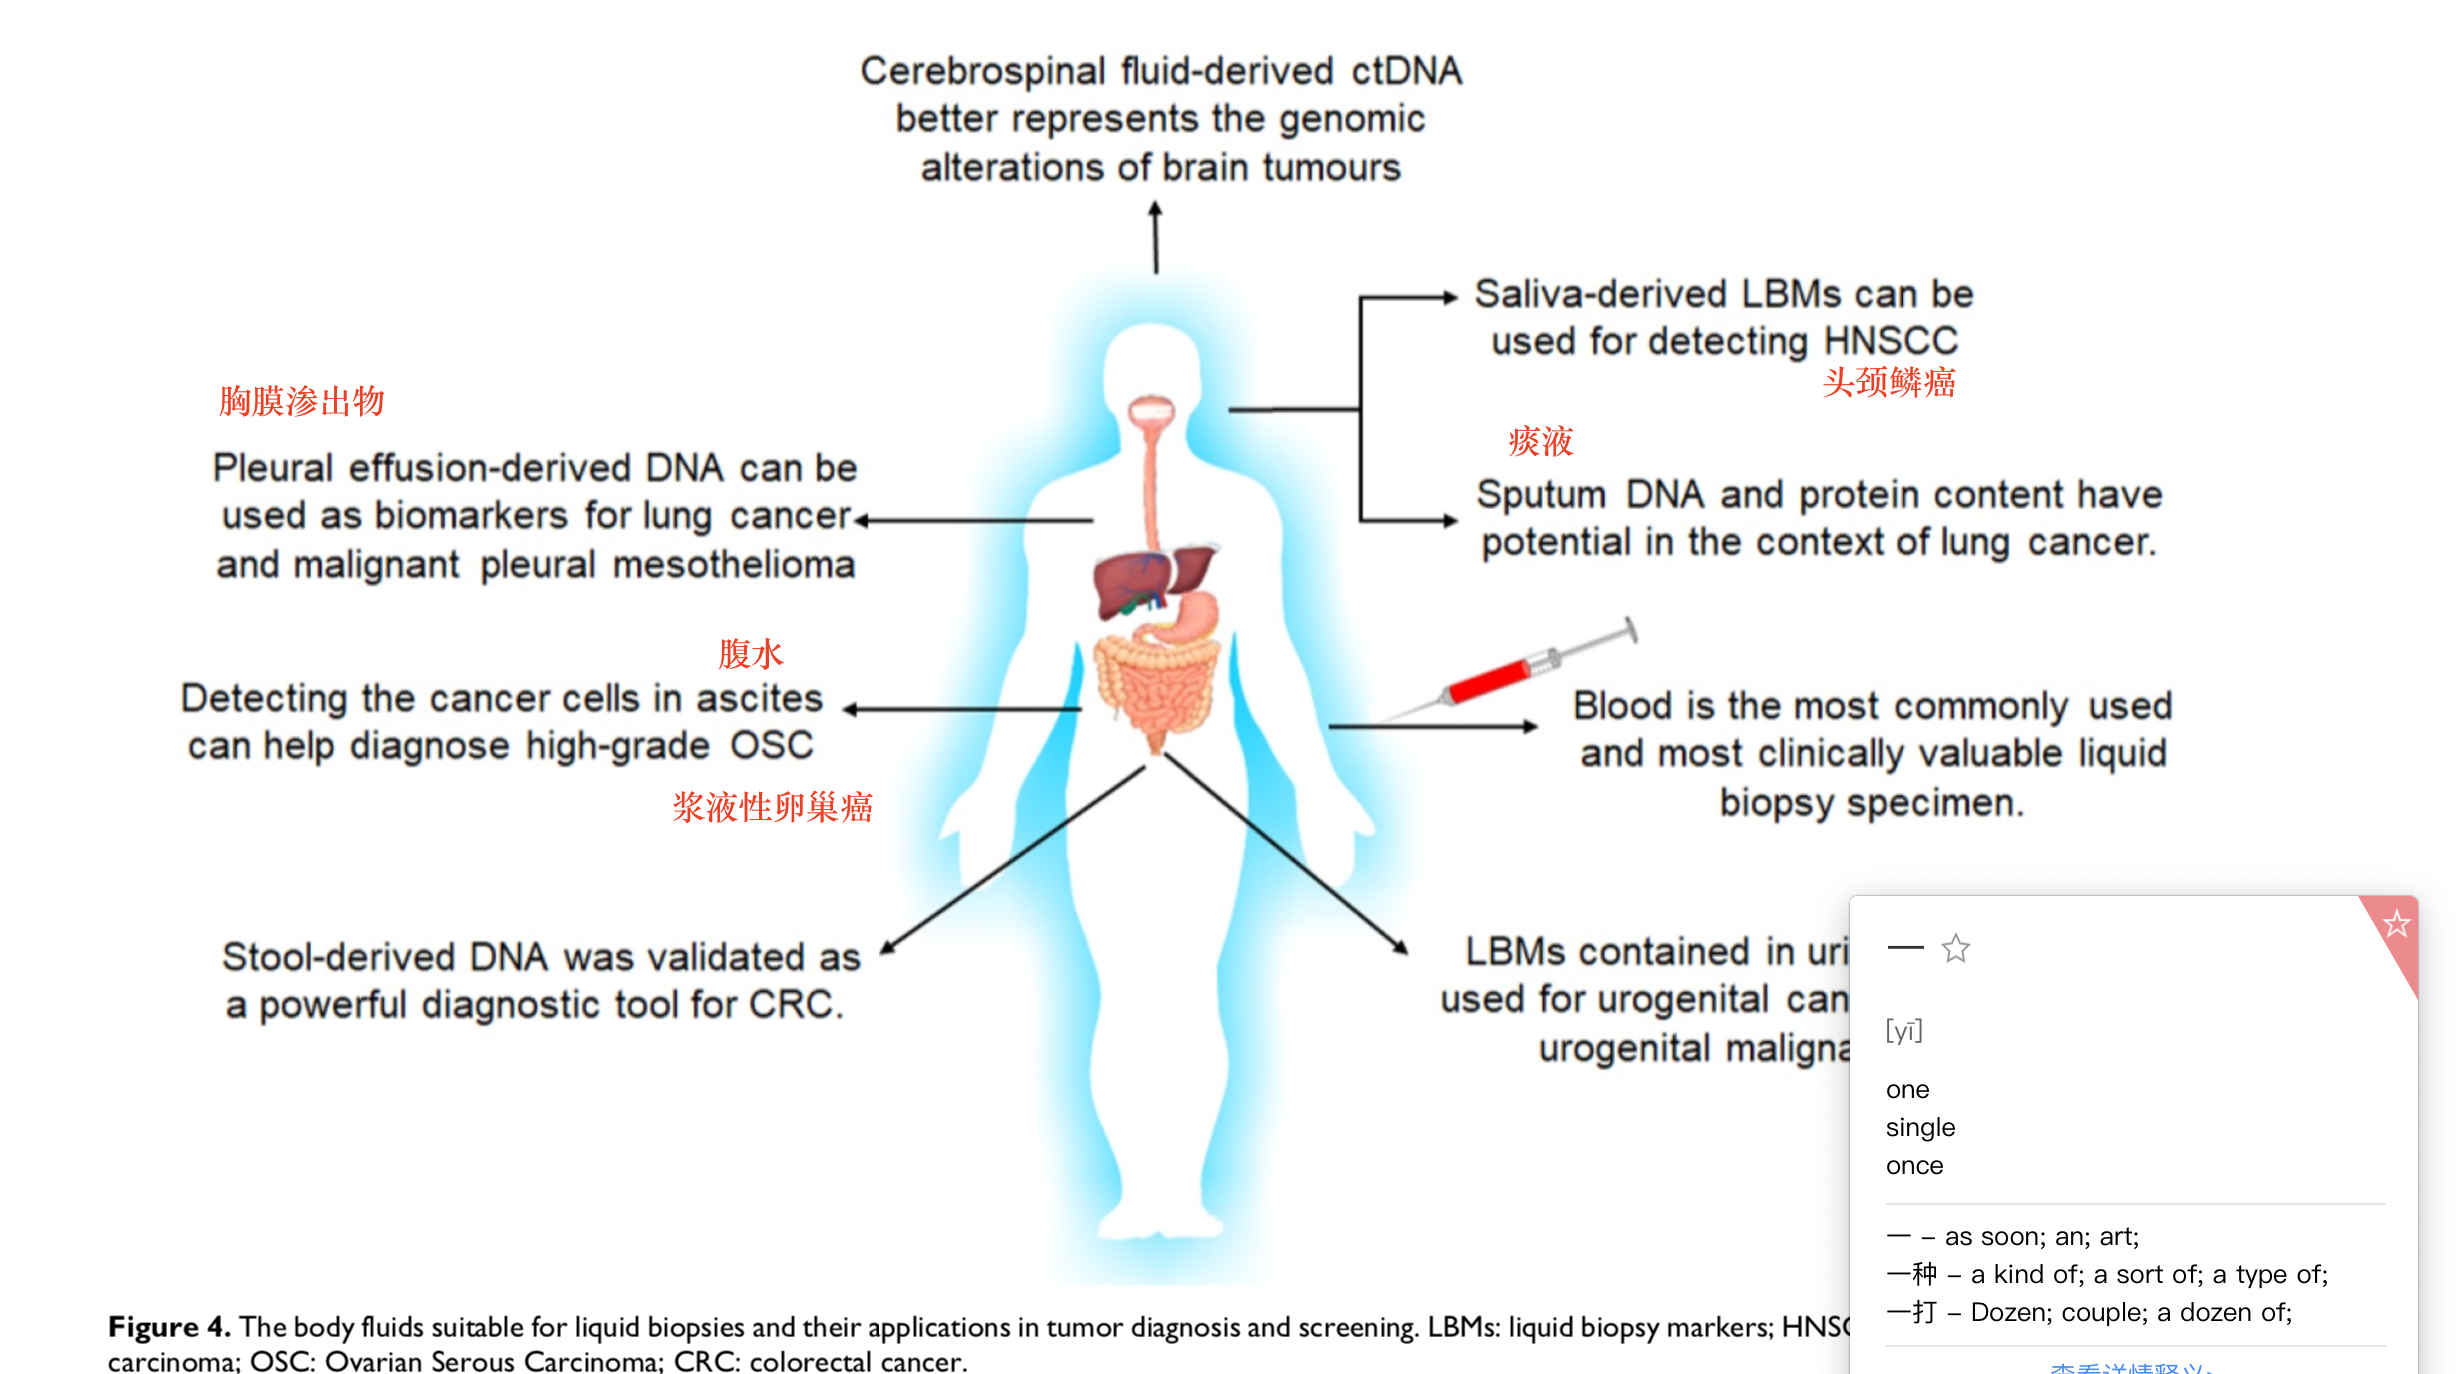 Cerebrospinal fluid-derived ctDNA
better represents the genomic
alterations of brain tumours
Saliva-derived LBMs can be
used for detecting HNSCC
头颈鳞癌
胸膜渗出物
Pleural effusion-derived DNA can be
used as biomarkers for lung cancer
and malignant pleural mesothelioma
痰液
Sputum DNA and protein content have
potential in the context of lung cancer.
腹水
Detecting the cancer cells in ascites
can help diagnose high-grade OSC
浆液性卵巢癌
Blood is the most commonly used
and most clinically valuable liquid
biopsy specimen.
Stool-derived DNA was validated as
a powerful diagnostic tool for CRC.
LBMs contained in uri
used for urogenital can
urogenital maligna
一
[yī]
one
single
once
一 – as soon; an; art;
一种 – a kind of; a sort of; a type of;
一打 – Dozen; couple; a dozen of;
查看详情释义>
Figure 4. The body fluids suitable for liquid biopsies and their applications in tumor diagnosis and screening. LBMs: liquid biopsy markers; HNSC
carcinoma; OSC: Ovarian Serous Carcinoma; CRC: colorectal cancer.